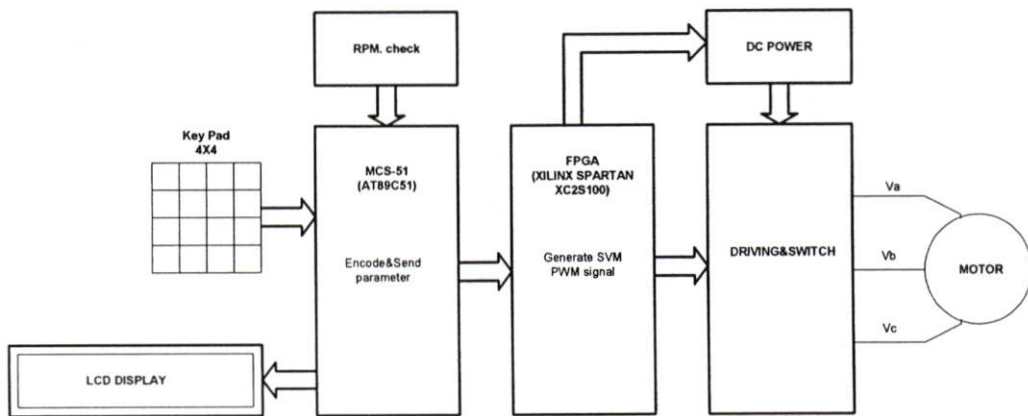 RPM. check
DC POWER
Key Pad
4X4
MCS-51
(AT89C51)
Encode&Send
parameter
FPGA
(XILINX SPARTAN
XC2S100)
Generate SVM
PWM signal
DRIVING&SWITCH
Va
Vb
Vc
MOTOR
LCD DISPLAY